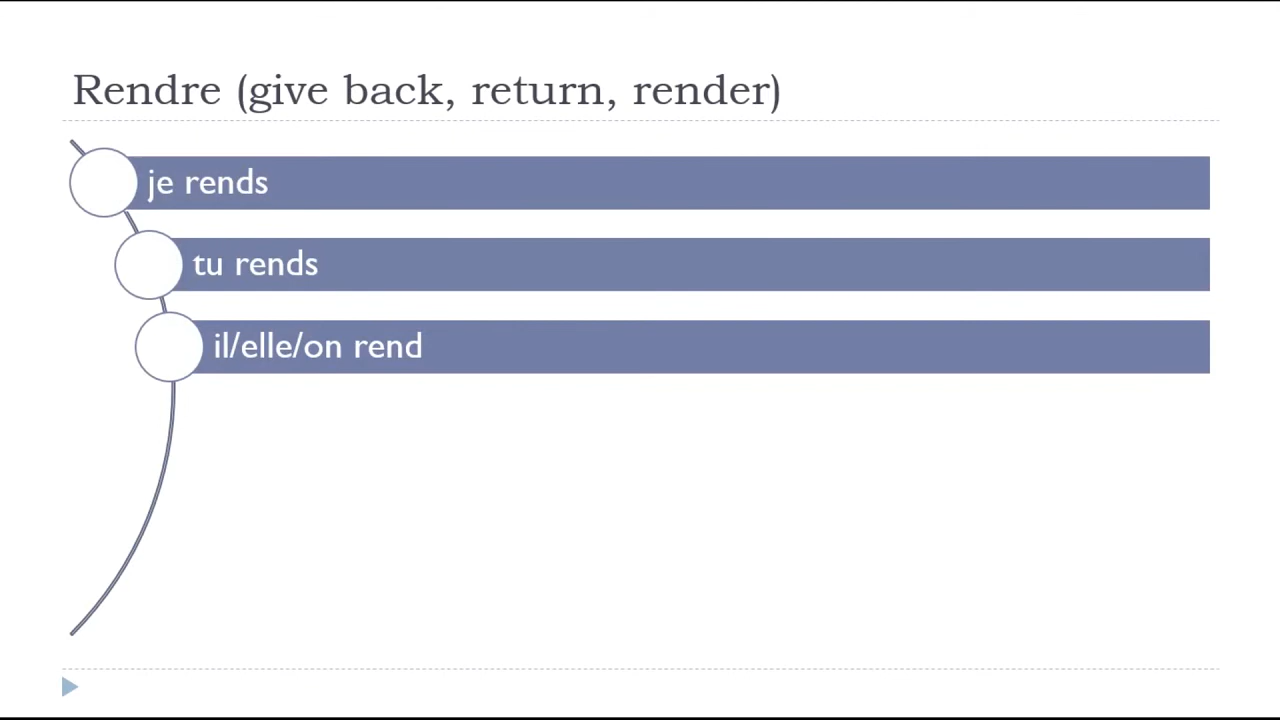 Rendre (give back, return, render)
je rends
tu rends
il/elle/on rend